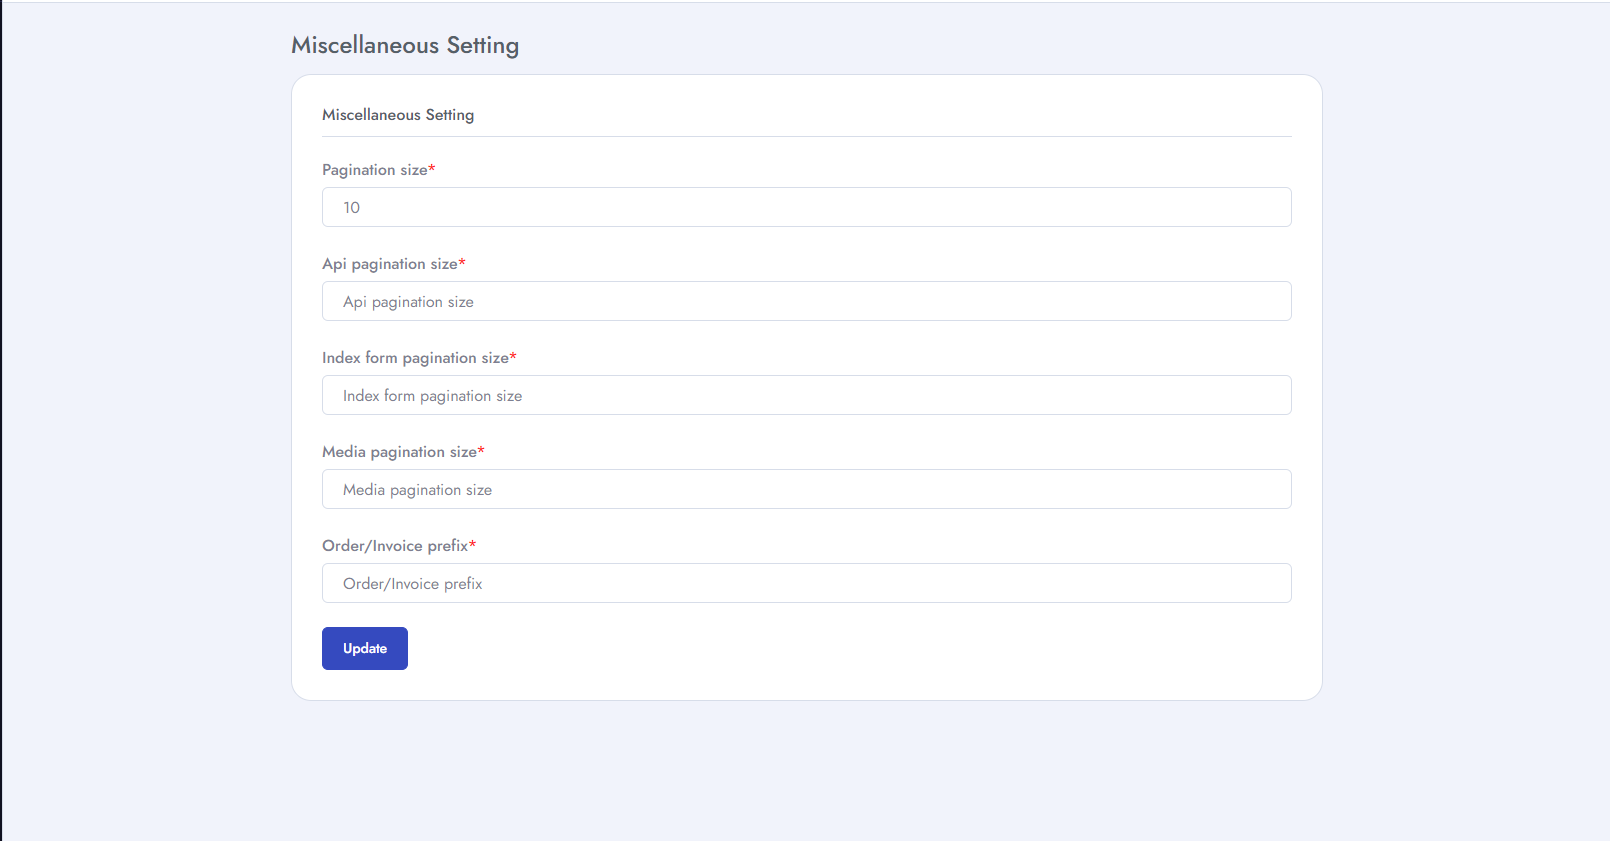 Miscellaneous Setting
Miscellaneous Setting
Pagination size*
10
Api pagination size*
Api pagination size
Index form pagination size*
Index form pagination size
Media pagination size*
Media pagination size
Order/Invoice prefix*
Order/Invoice prefix
Update